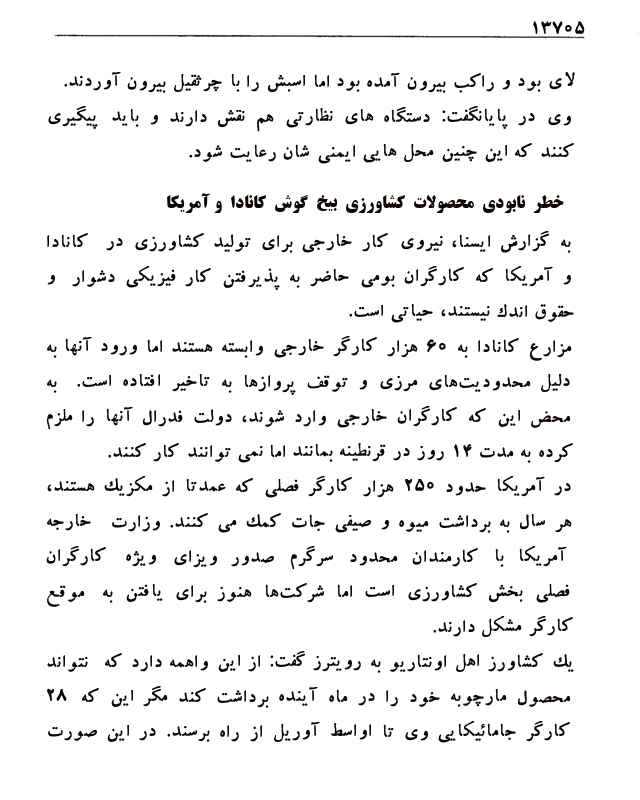 ۱۳۷۰۵
لای بود و راکب بیرون آمده بود اما اسبش را با جرثقیل بیرون آوردند.
وی در پایانگفت: دستگاه های نظارتی هم نقش دارند و باید پیگیری
کنند که این چنین محل هایی ایمنی شان رعایت شود.
خطر نابودی محصولات کشاورزی بیخ گوش کانادا و آمریکا
به گزارش ایسنا، نیروی کار خارجی برای تولید کشاورزی در کانادا
و آمریکا که کارگران بومی حاضر به پذیرفتن کار فیزیکی دشوار و
حقوق اندك نیستند، حیاتی است.
مزارع کانادا به ۶۰ هزار کارگر خارجی وابسته هستند اما ورود آنها به
دلیل محدودیت‌های مرزی و توقف پروازها به تاخیر افتاده است. به
محض این که کارگران خارجی وارد شوند، دولت فدرال آنها را ملزم
کرده به مدت ۱۴ روز در قرنطینه بمانند اما نمی توانند کار کنند.
در آمریکا حدود ۲۵۰ هزار کارگر فصلی که عمدتا از مکزیك هستند،
هر سال به برداشت میوه و صیفی جات کمك می کنند. وزارت خارجه
آمریکا با کارمندان محدود سرگرم صدور ویزای ویژه کارگران
فصلی بخش کشاورزی است اما شرکت‌ها هنوز برای یافتن به موقع
کارگر مشکل دارند.
یك کشاورز اهل اونتاریو به رویترز گفت: از این واهمه دارد که نتواند
محصول مارچوبه خود را در ماه آینده برداشت کند مگر این که ۲۸
کارگر جامائیکایی وی تا اواسط آوریل از راه برسند. در این صورت